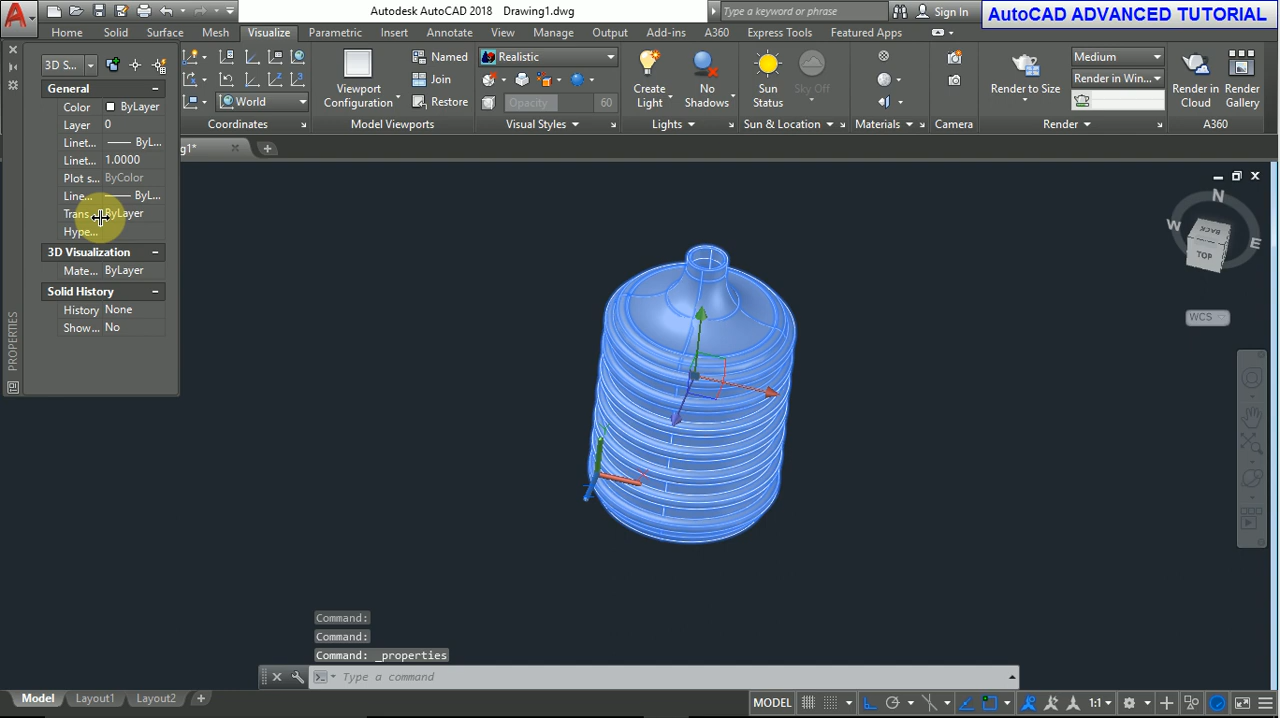 Autodesk AutoCAD 2018 Drawing1.dwg
Type a keyword or phrase
Sign In
AutoCAD ADVANCED TUTORIAL
Home Solid Surface Mesh Visualize Parametric Insert Annotate View Manage Output Add-ins A360 Express Tools Featured Apps
World
Coordinates
Viewport
Configuration
Named
Join
Restore
Model Viewports
Realistic
Opacity 60
Visual Styles
Create
Light
No
Shadows
Lights
Sun
Status
Sky Off
Sun & Location
Materials
Camera
Render to Size
Medium
Render in Win...
Render
Render in
Cloud
Render
Gallery
A360
g1*
3D S...
General
Color ByLayer
Layer 0
Linet... ByL...
Linet... 1.0000
Plot s... ByColor
Line... ByL...
Trans... ByLayer
Hype...
3D Visualization
Mate... ByLayer
Solid History
History None
Show... No
PROPERTIES
N
W
E
BACK
TOP
WCS
Command:
Command:
Command: _properties
Type a command
Model Layout1 Layout2
MODEL
1:1